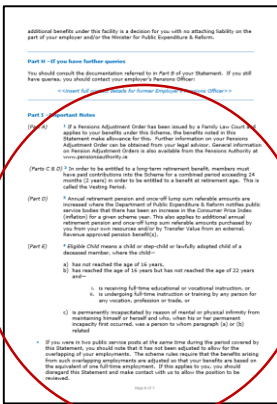 additional benefits under this facility is a decision for you with no attaching liability on the
part of your employer and/or the Minister for Public Expenditure & Reform.
Part H –If you have further queries
You should consult the documentation referred to in Part B of your Statement. If you still
have queries, you should contact your employer's Pensions Officer:
<<Insert full contact details for former Employer's Pensions Officer>>
Part I –Important Notes
(Part A) ¹ If a Pensions Adjustment Order has been issued by a Family Law Court and
applies to your benefits under this Scheme, the benefits noted in this
Statement make allowance for this. Further information on your Pensions
Adjustment Order can be obtained from your legal advisor. General information
on Pension Adjustment Orders is also available from the Pensions Authority at
www.pensionsauthority.ie
(Parts C & D) ² In order to be entitled to a long-term retirement benefit, members must
have paid contributions into the Scheme for a combined period exceeding 24
months (2 years) in order to be entitled to a benefit at retirement age. This is
called the Vesting Period.
(Part D) ³ Annual retirement pension and once-off lump sum referable amounts are
increased where the Department of Public Expenditure & Reform notifies public
service bodies that there has been an increase in the Consumer Price Index
(inflation) for a given scheme year. This also applies to additional annual
retirement pension and once-off lump sum referable amounts purchased by
you from your own resources and/or by Transfer Value from an external,
Revenue approved pension benefit(s).
(Part E) ⁴ Eligible Child means a child or step-child or lawfully adopted child of a
deceased member, where the child—
a) has not reached the age of 16 years,
b) has reached the age of 16 years but has not reached the age of 22 years
and—
i. is receiving full-time educational or vocational instruction, or
ii. is undergoing full-time instruction or training by any person for
any vocation, profession or trade, or
c) is permanently incapacitated by reason of mental or physical infirmity from
maintaining himself or herself and who, when his or her permanent
incapacity first occurred, was a person to whom paragraph (a) or (b)
related
• If you were in two public service posts at the same time during the period covered by
this Statement, you should note that it has not been adjusted to allow for the
overlapping of your employments. The scheme rules require that the benefits arising
from such overlapping employments are adjusted so that your benefits are based on
the equivalent of one full-time employment. If this applies to you, you should
disregard this Statement and make contact with us to allow the position to be
reviewed.